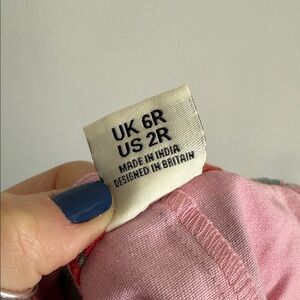 UK 6R
US 2R
MADE IN INDIA
DESIGNED IN BRITAIN